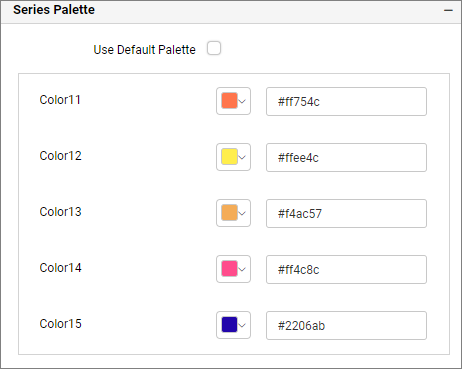 Series Palette
Use Default Palette
Color11 #ff754c
Color12 #ffee4c
Color13 #f4ac57
Color14 #ff4c8c
Color15 #2206ab